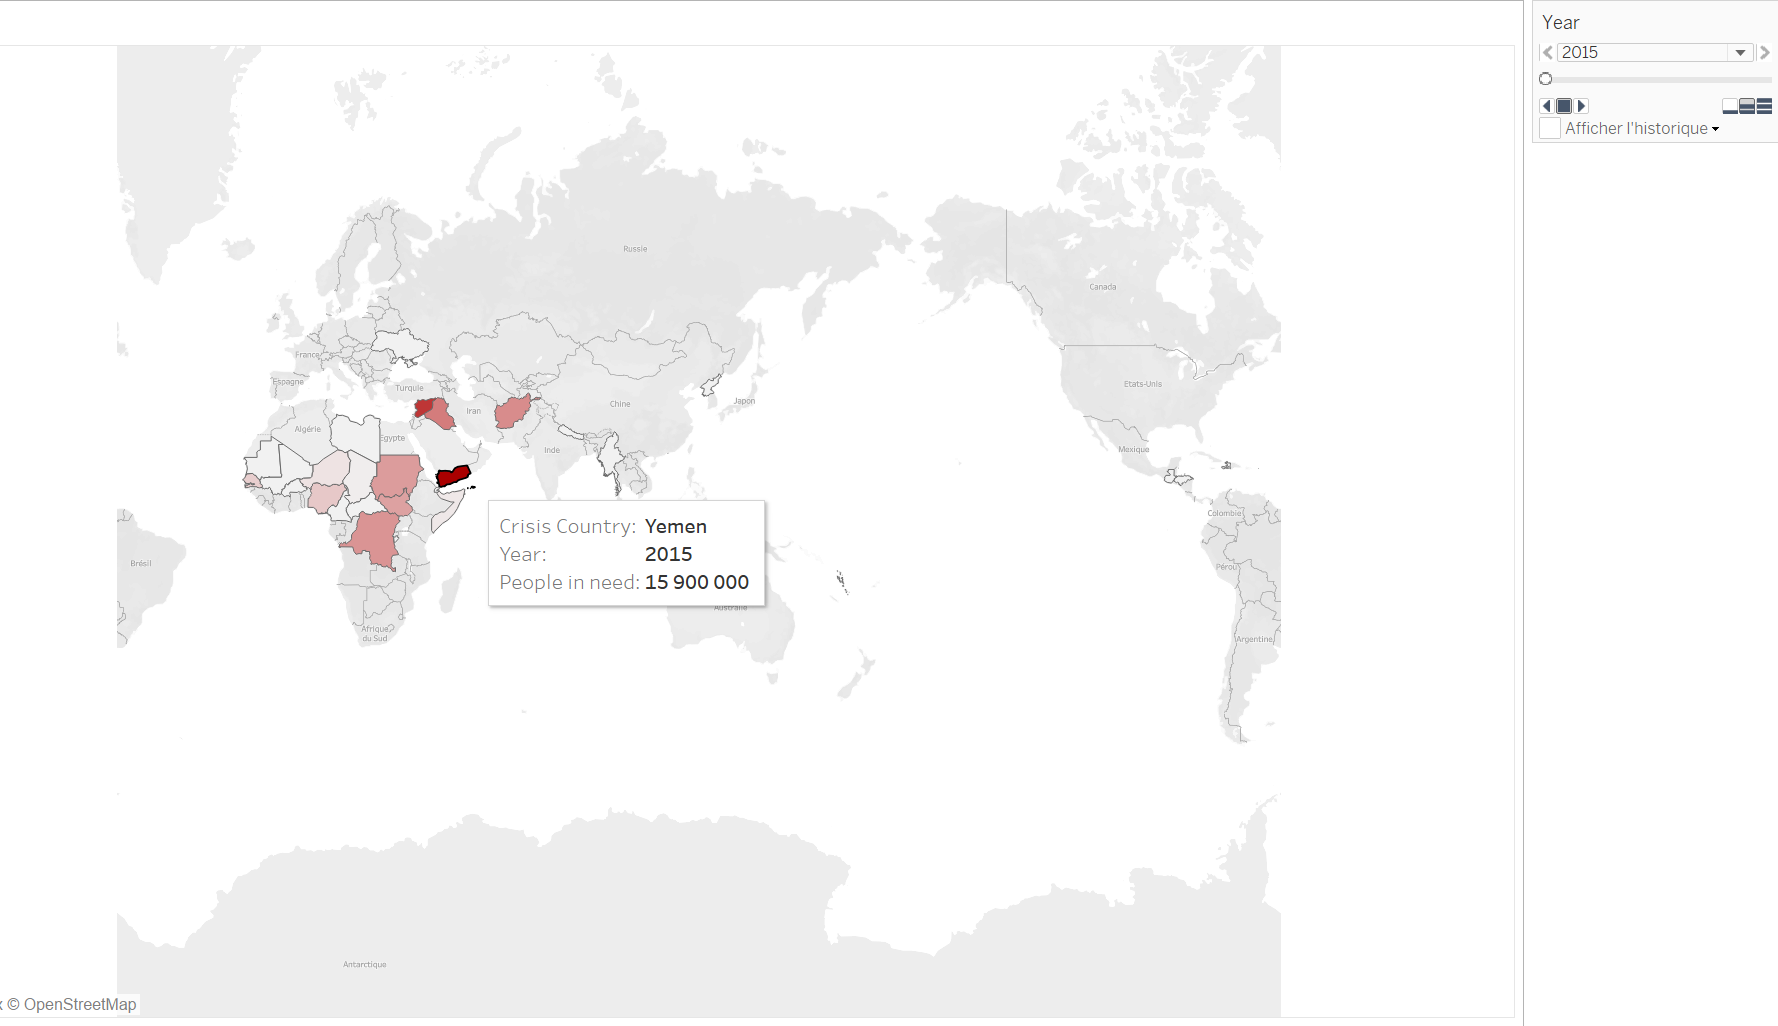 Year
2015
Afficher l'historique
Russie
Canada
France
Espagne
Turquie
Etats-Unis
Chine
Japon
Iran
Algérie
Egypte
Inde
Mexique
Crisis Country: Yemen
Year: 2015
People in need: 15 900 000
Colombie
Brésil
Pérou
Australie
Afrique
du Sud
Argentine
Antarctique
© OpenStreetMap